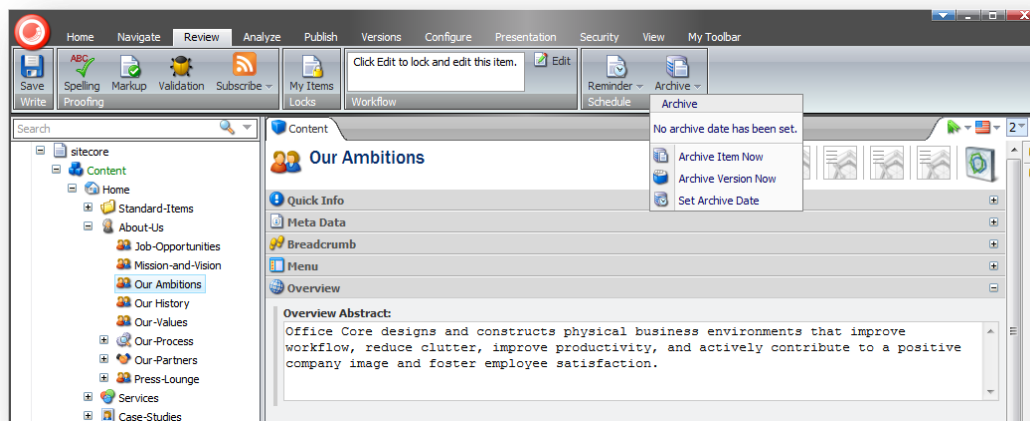 Home Navigate Review Analyze Publish Versions Configure Presentation Security View My Toolbar
Save
Write
ABC
Spelling Markup Validation Subscribe
Proofing
My Items
Locks
Click Edit to lock and edit this item.
Edit
Workflow
Reminder Archive
Schedule
Archive
No archive date has been set.
Archive Item Now
Archive Version Now
Set Archive Date
Search
sitecore
Content
Home
Standard-Items
About-Us
Job-Opportunities
Mission-and-Vision
Our Ambitions
Our History
Our-Values
Our-Process
Our-Partners
Press-Lounge
Services
Case-Studies
Content
2
Our Ambitions
Quick Info
Meta Data
Breadcrumb
Menu
Overview
Overview Abstract:
Office Core designs and constructs physical business environments that improve
workflow, reduce clutter, improve productivity, and actively contribute to a positive
company image and foster employee satisfaction.